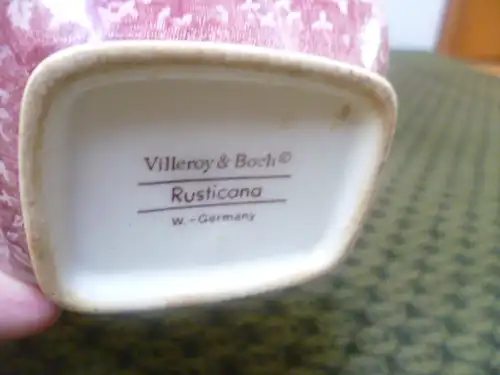 Villeroy & Boch©
Rusticana
W.-Germany